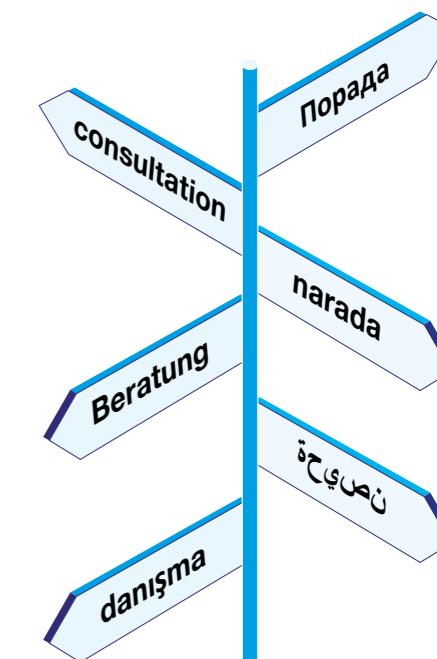 Порада
consultation
narada
Beratung
نصيحة
danışma